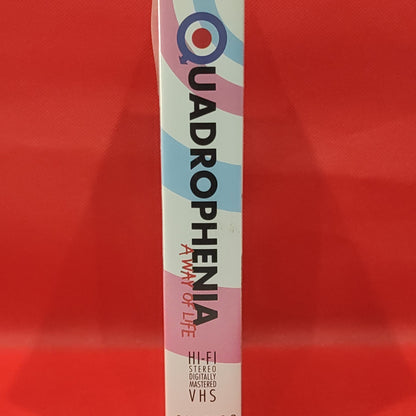 QUADROPHENIA
A WAY OF LIFE
HI-FI
STEREO
DIGITALLY
MASTERED
VHS